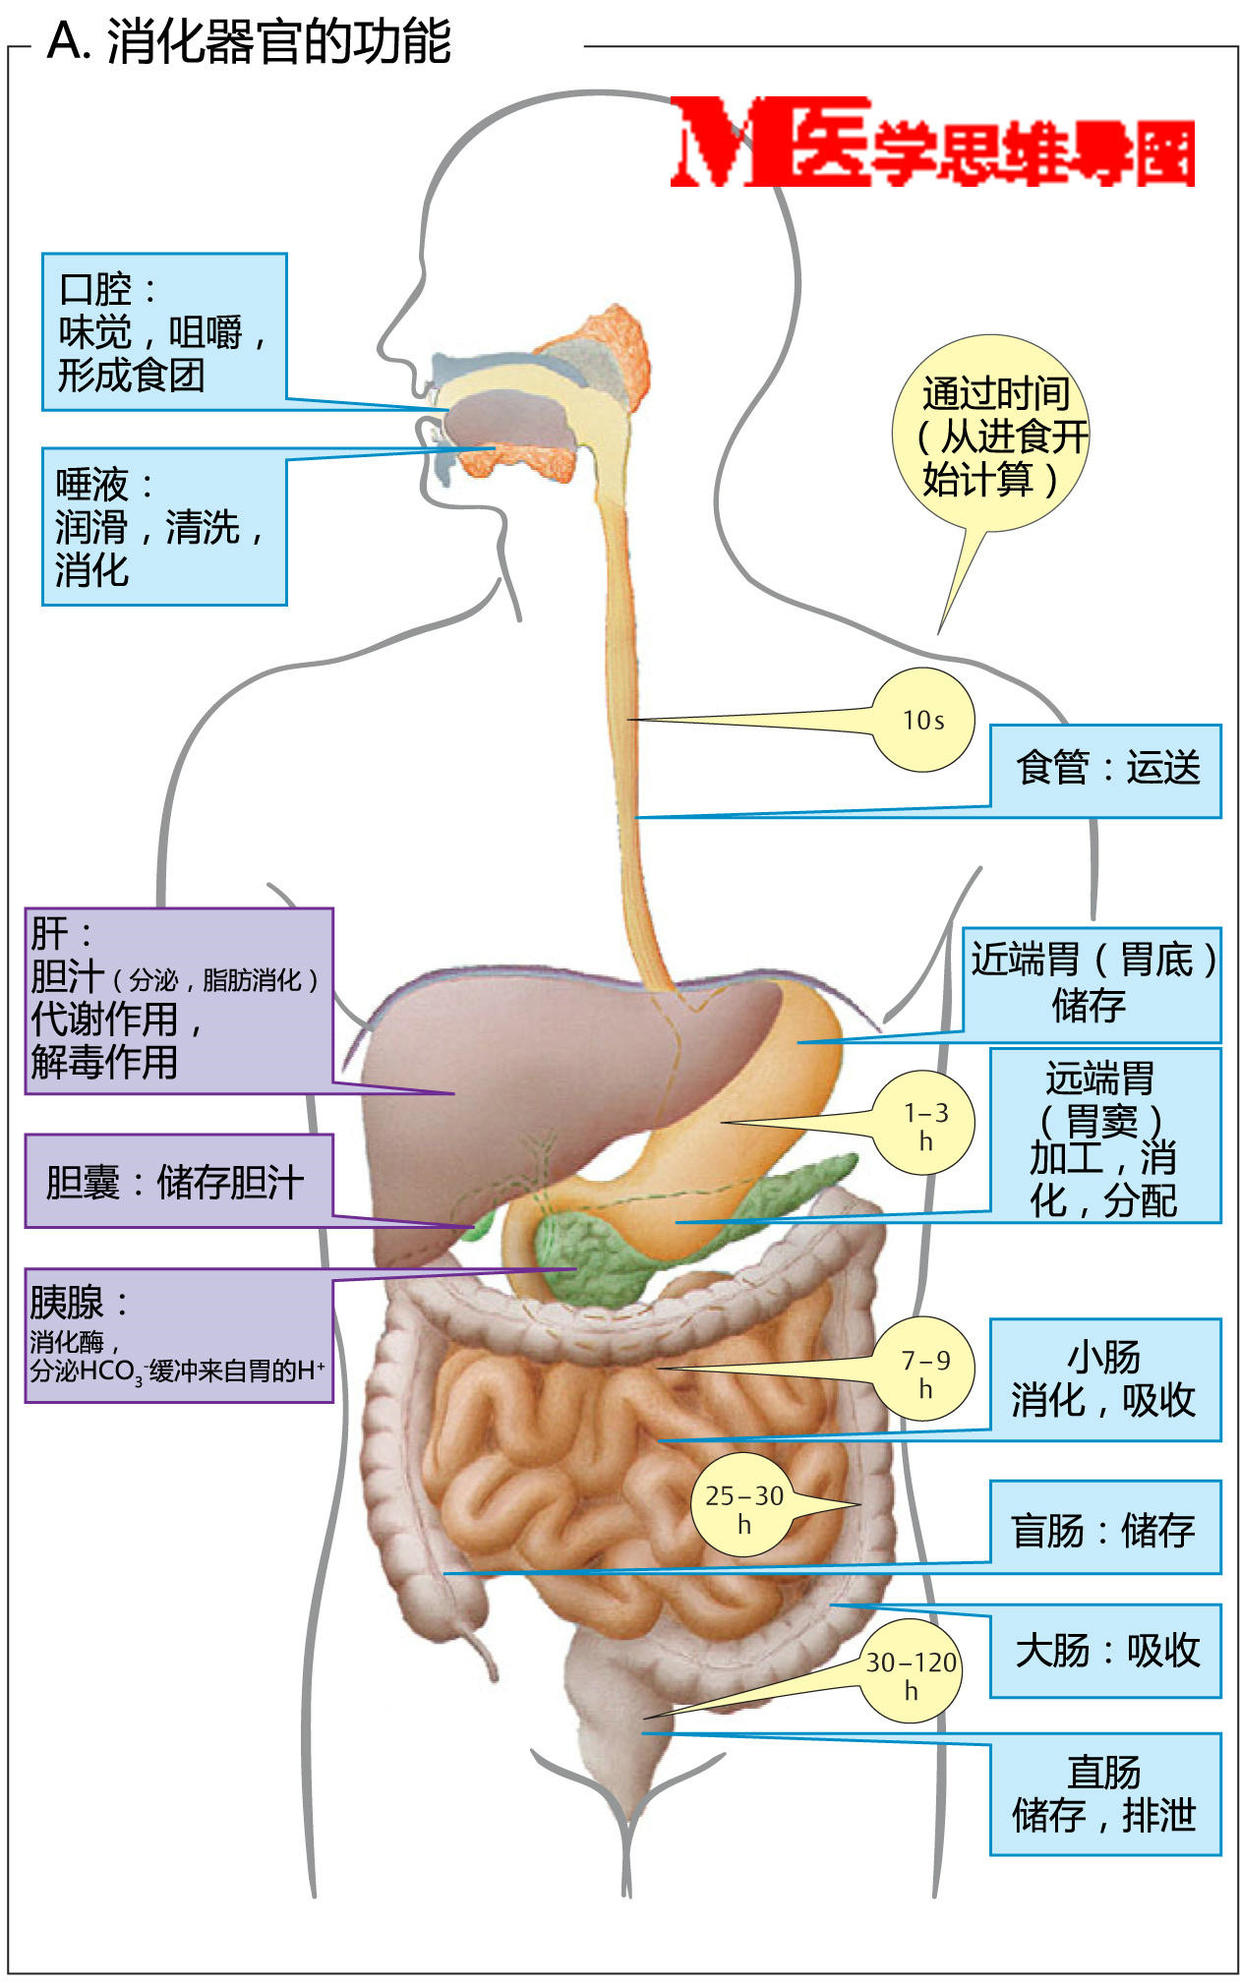 A. 消化器官的功能
M医学思维导图
口腔：
味觉，咀嚼，
形成食团
唾液：
润滑，清洗，
消化
通过时间
（从进食开
始计算）
10s
食管：运送
肝：
胆汁（分泌，脂肪消化）
代谢作用，
解毒作用
近端胃（胃底）
储存
远端胃
（胃窦）
加工，消
化，分配
1–3
h
胆囊：储存胆汁
胰腺：
消化酶，
分泌HCO₃⁻缓冲来自胃的H⁺
7–9
h
小肠
消化，吸收
25–30
h
盲肠：储存
大肠：吸收
30–120
h
直肠
储存，排泄